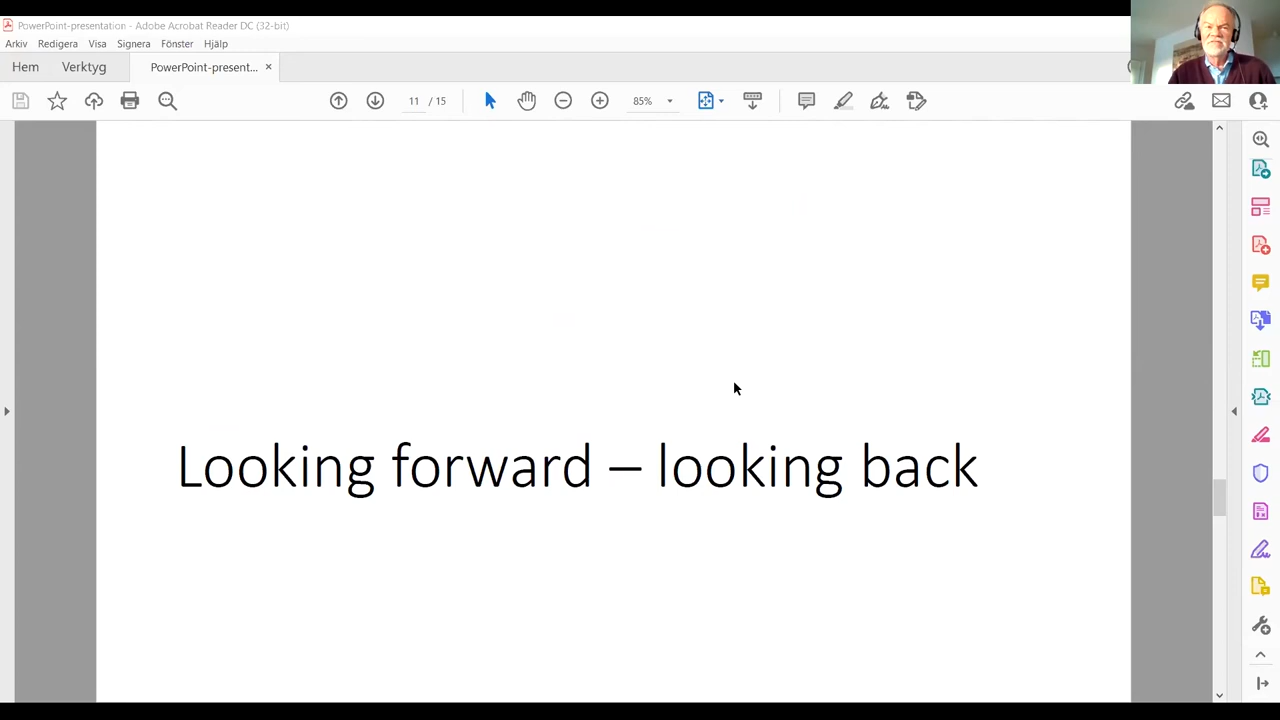 PowerPoint-presentation - Adobe Acrobat Reader DC (32-bit)
Arkiv Redigera Visa Signera Fönster Hjälp
Hem Verktyg PowerPoint-present... ×
11 / 15 85%
Looking forward – looking back